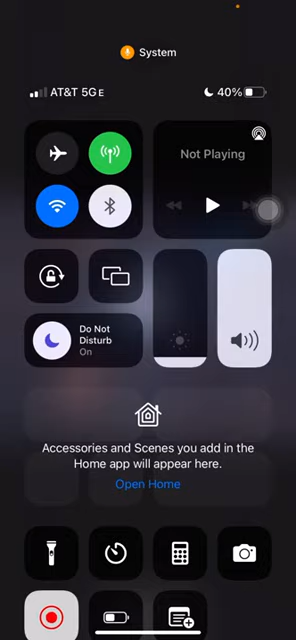 System
AT&T 5G E
40%
Not Playing
Do Not
Disturb
On
Accessories and Scenes you add in the
Home app will appear here.
Open Home